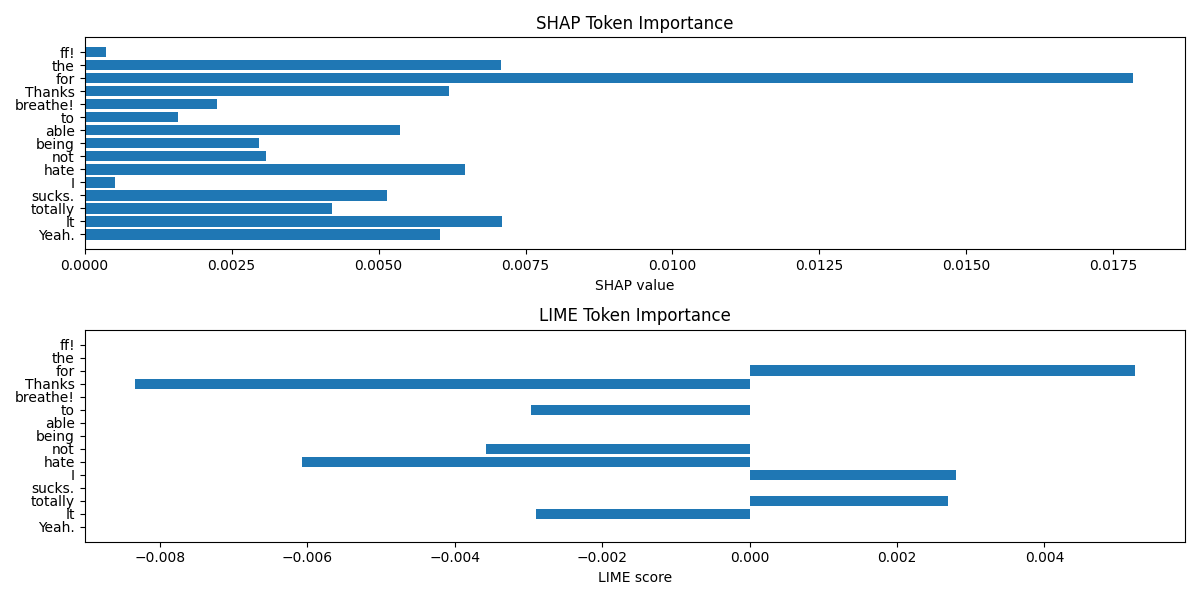 SHAP Token Importance
ff!
the
for
Thanks
breathe!
to
able
being
not
hate
I
sucks.
totally
It
Yeah.
0.0000 0.0025 0.0050 0.0075 0.0100 0.0125 0.0150 0.0175
SHAP value
LIME Token Importance
ff!
the
for
Thanks
breathe!
to
able
being
not
hate
I
sucks.
totally
It
Yeah.
−0.008 −0.006 −0.004 −0.002 0.000 0.002 0.004
LIME score